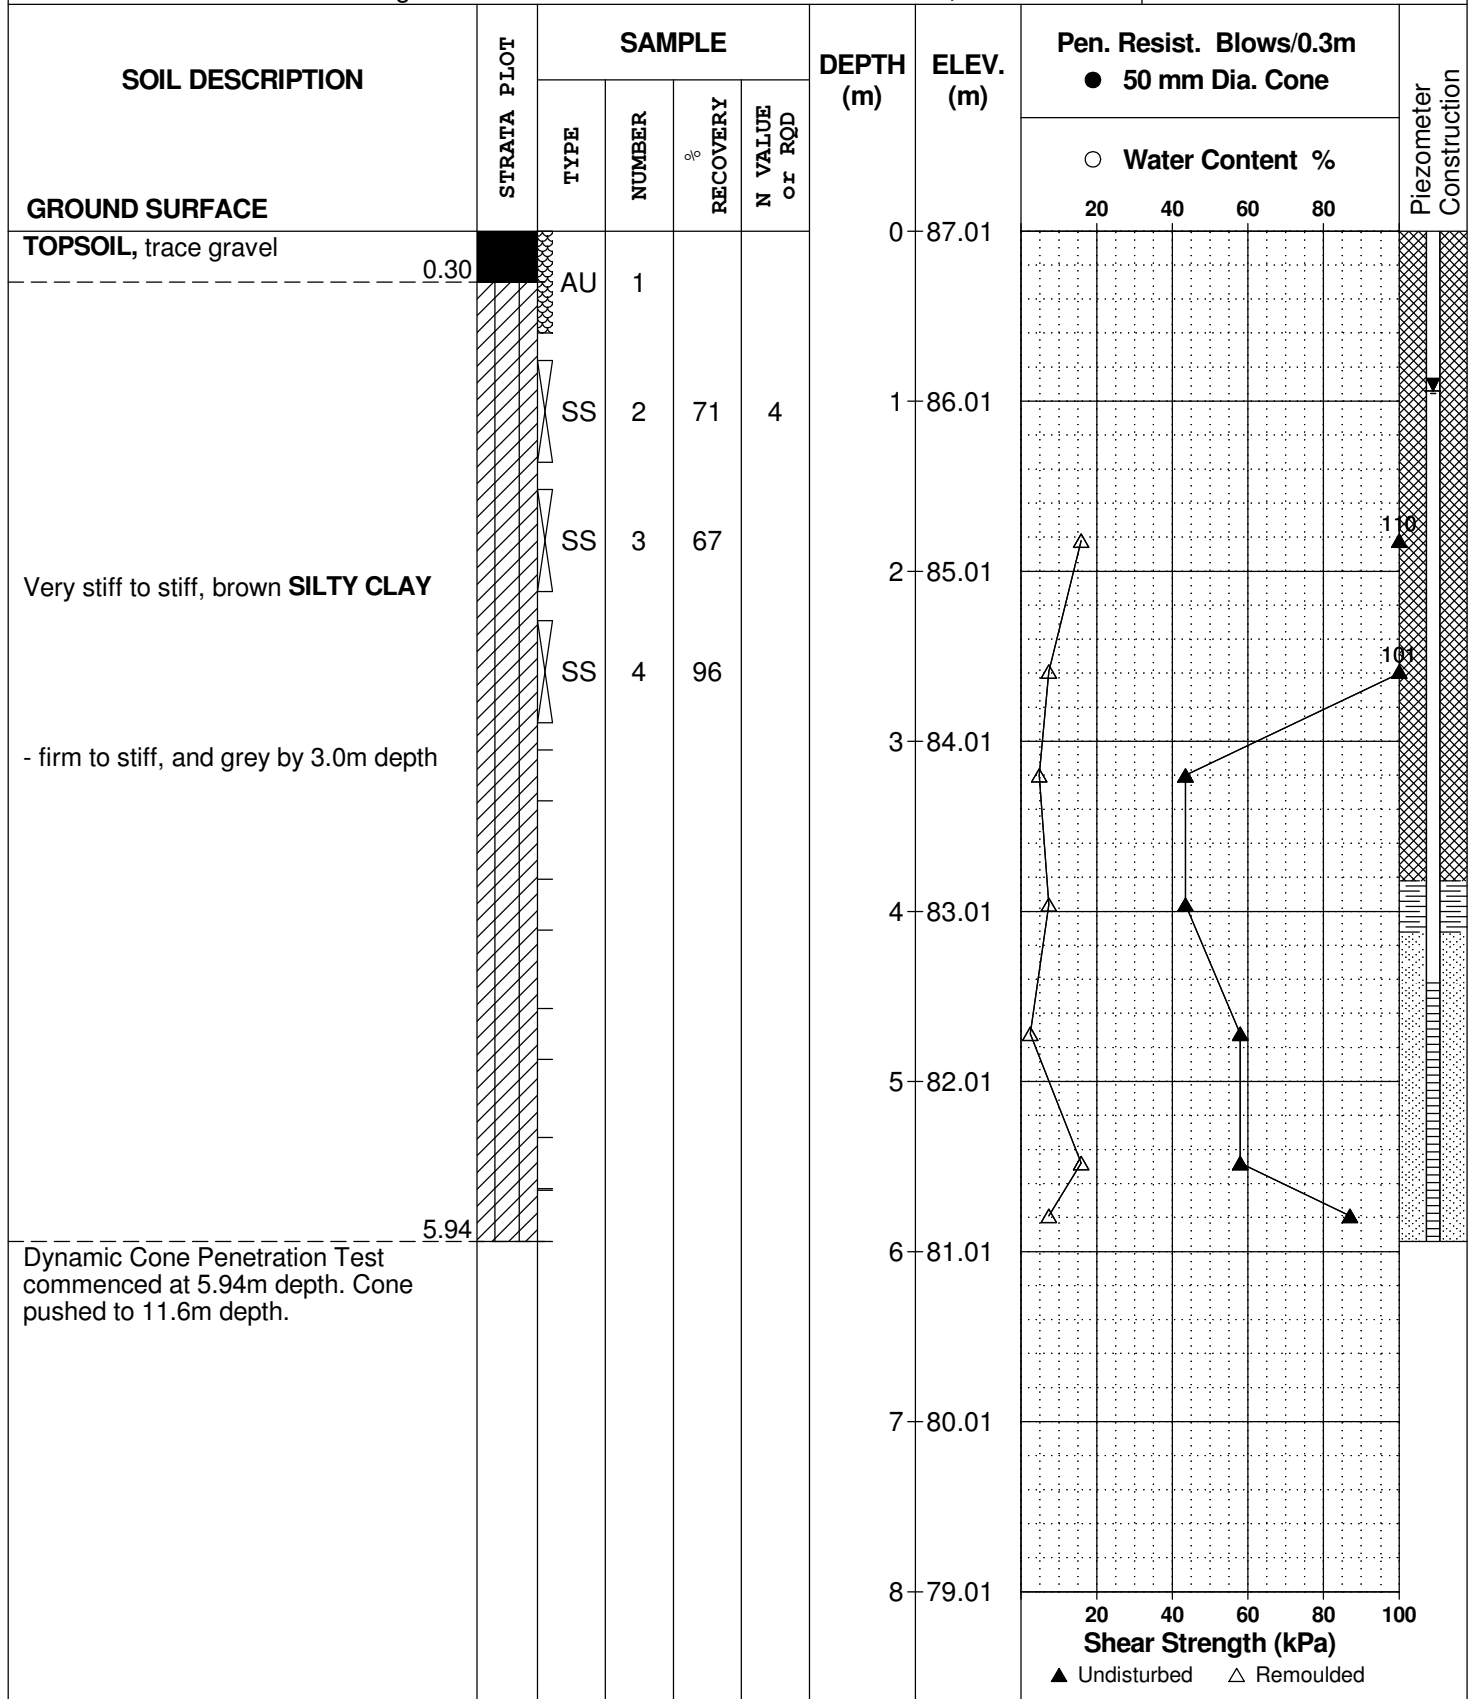 SOIL DESCRIPTION
GROUND SURFACE
STRATA PLOT
SAMPLE
TYPE
NUMBER
%
RECOVERY
N VALUE
or RQD
DEPTH
(m)
ELEV.
(m)
Pen. Resist. Blows/0.3m
● 50 mm Dia. Cone
○ Water Content %
20 40 60 80
Piezometer
Construction
TOPSOIL, trace gravel
0.30
0 87.01
AU 1
1 86.01
SS 2 71 4
SS 3 67
110
2 85.01
Very stiff to stiff, brown SILTY CLAY
SS 4 96
101
3 84.01
- firm to stiff, and grey by 3.0m depth
4 83.01
5 82.01
5.94
6 81.01
Dynamic Cone Penetration Test
commenced at 5.94m depth. Cone
pushed to 11.6m depth.
7 80.01
8 79.01
20 40 60 80 100
Shear Strength (kPa)
▲ Undisturbed △ Remoulded